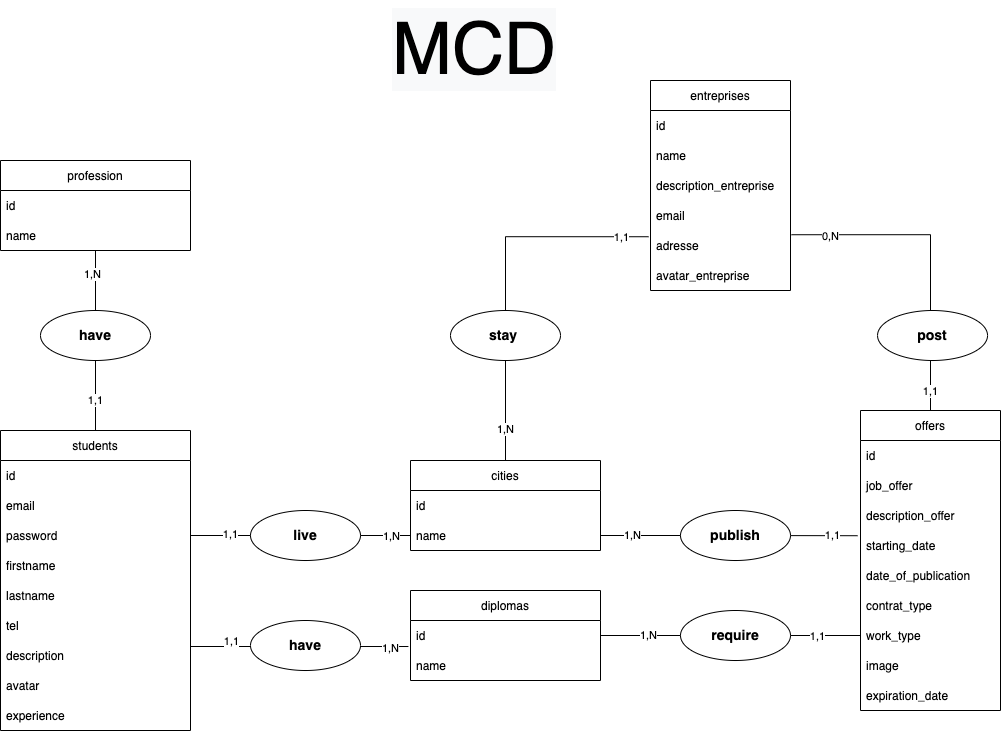 MCD
entreprises
id
name
description_entreprise
email
adresse
avatar_entreprise
profession
id
name
1,1
0,N
1,N
have
stay
post
1,1
1,1
1,N
students
id
email
password
firstname
lastname
tel
description
avatar
experience
cities
id
name
offers
id
job_offer
description_offer
starting_date
date_of_publication
contrat_type
work_type
image
expiration_date
1,1
live
1,N
1,N
publish
1,1
diplomas
id
name
1,1
have
1,N
1,N
require
1,1